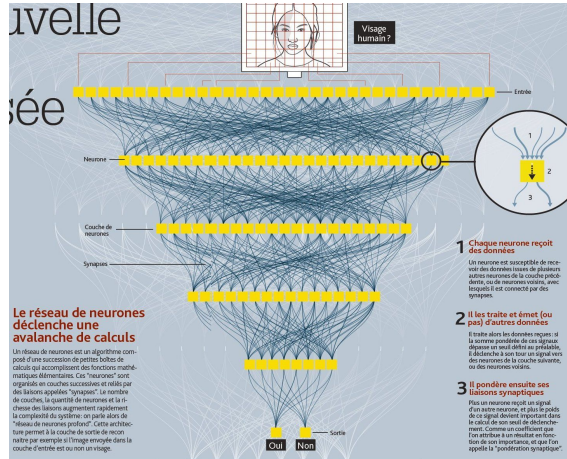 uvelle
sée
Visage
humain ?
Entrée
Neurone
Couche de
neurones
Synapses
1
2
3
Le réseau de neurones
déclenche une
avalanche de calculs
Un réseau de neurones est un algorithme com-
posé d'une succession de petites boîtes de
calculs qui accomplissent des fonctions mathé-
matiques élémentaires. Ces "neurones" sont
organisés en couches successives et reliés par
des liaisons appelées "synapses". Le nombre
de couches, la quantité de neurones et la ri-
chesse des liaisons augmentent rapidement
la complexité du système: on parle alors de
"réseau de neurones profond". Cette architec-
ture permet à la couche de sortie de recon
naitre par exemple si l'image envoyée dans la
couche d'entrée est ou non un visage.
Oui
Non
Sortie
1 Chaque neurone reçoit
des données
Un neurone est susceptible de rece-
voir des données issues de plusieurs
autres neurones de la couche précé-
dente, ou de neurones voisins, avec
lesquels il est connecté par des
synapses.
2 Il les traite et émet (ou
pas) d'autres données
Il traite alors les données reçues : si
la somme pondérée de ces signaux
dépasse un seuil défini au préalable,
il déclenche à son tour un signal vers
des neurones de la couche suivante,
ou des neurones voisins.
3 Il pondère ensuite ses
liaisons synaptiques
Plus un neurone reçoit un signal
d'un autre neurone, et plus le poids
de ce signal devient important dans
le calcul de son seuil de déclenche-
ment. Comme un coefficient que
l'on attribue à un résultat en fonc-
tion de son importance, et que l'on
appelle la "pondération synaptique".